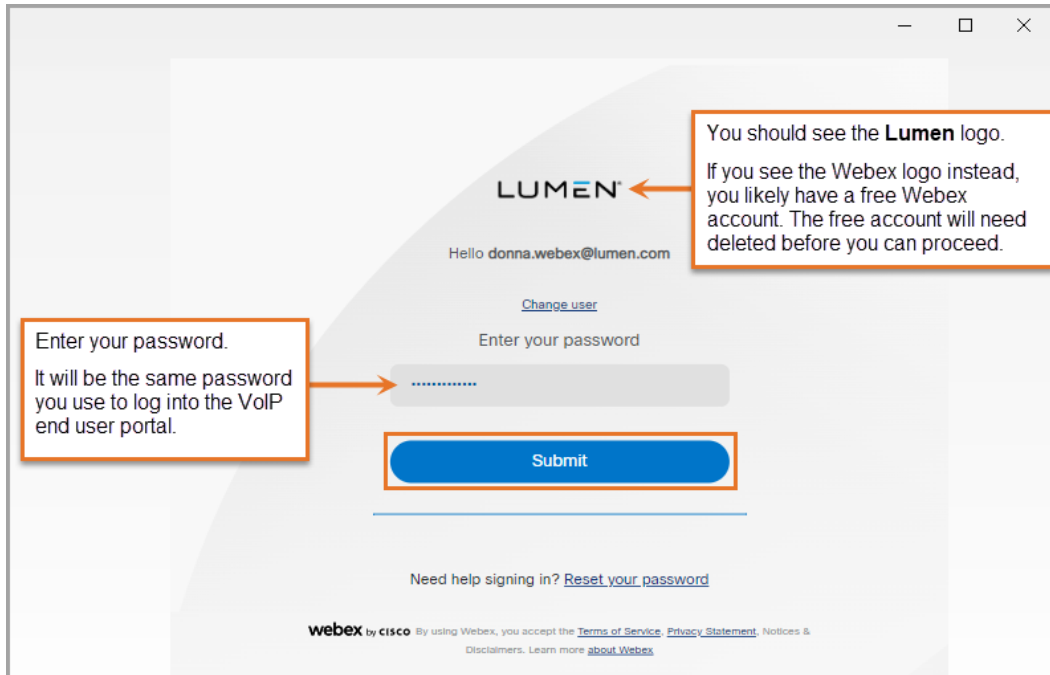 You should see the Lumen logo.
If you see the Webex logo instead,
you likely have a free Webex
account. The free account will need
deleted before you can proceed.
LUMEN®
Hello donna.webex@lumen.com
Change user
Enter your password
Enter your password.
It will be the same password
you use to log into the VoIP
end user portal.
•••••••••••••
Submit
Need help signing in? Reset your password
webex by CISCO By using Webex, you accept the Terms of Service, Privacy Statement, Notices &
Disclaimers. Learn more about Webex